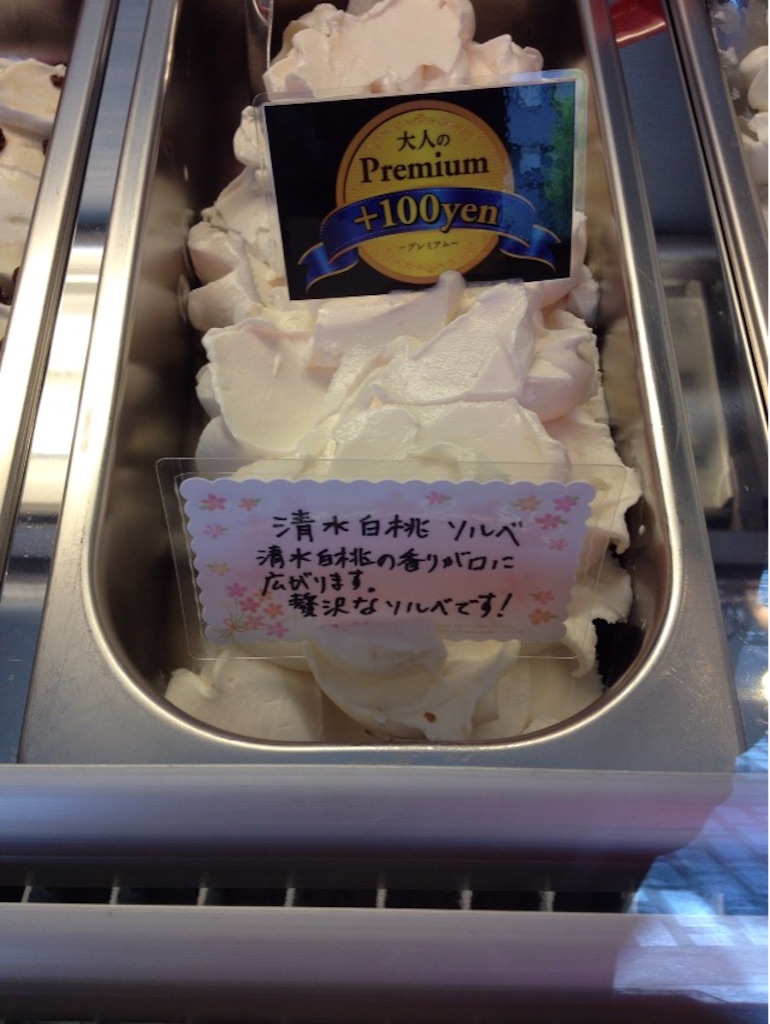 大人の
Premium
+100yen
ープレミアムー
清水白桃 ソルベ
清水白桃の香りが口に
広がります。
贅沢なソルベです!